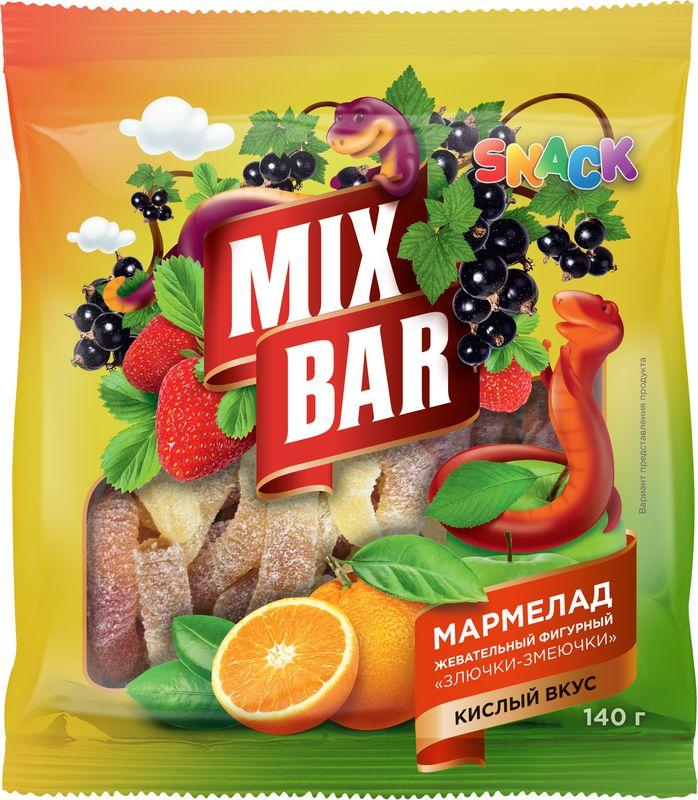 SNACK
MIX
BAR
Вариант представления продукта
МАРМЕЛАД
ЖЕВАТЕЛЬНЫЙ ФИГУРНЫЙ
«ЗЛЮЧКИ-ЗМЕЮЧКИ»
КИСЛЫЙ ВКУС
140 г